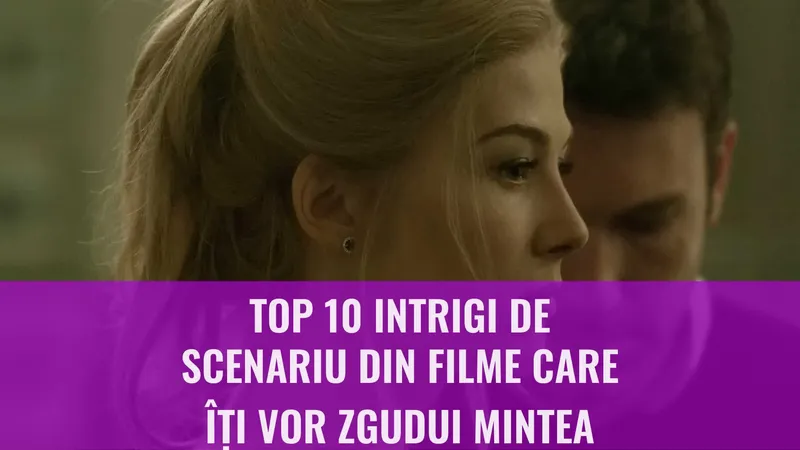 TOP 10 INTRIGI DE
SCENARIU DIN FILME CARE
ÎȚI VOR ZGUDUI MINTEA